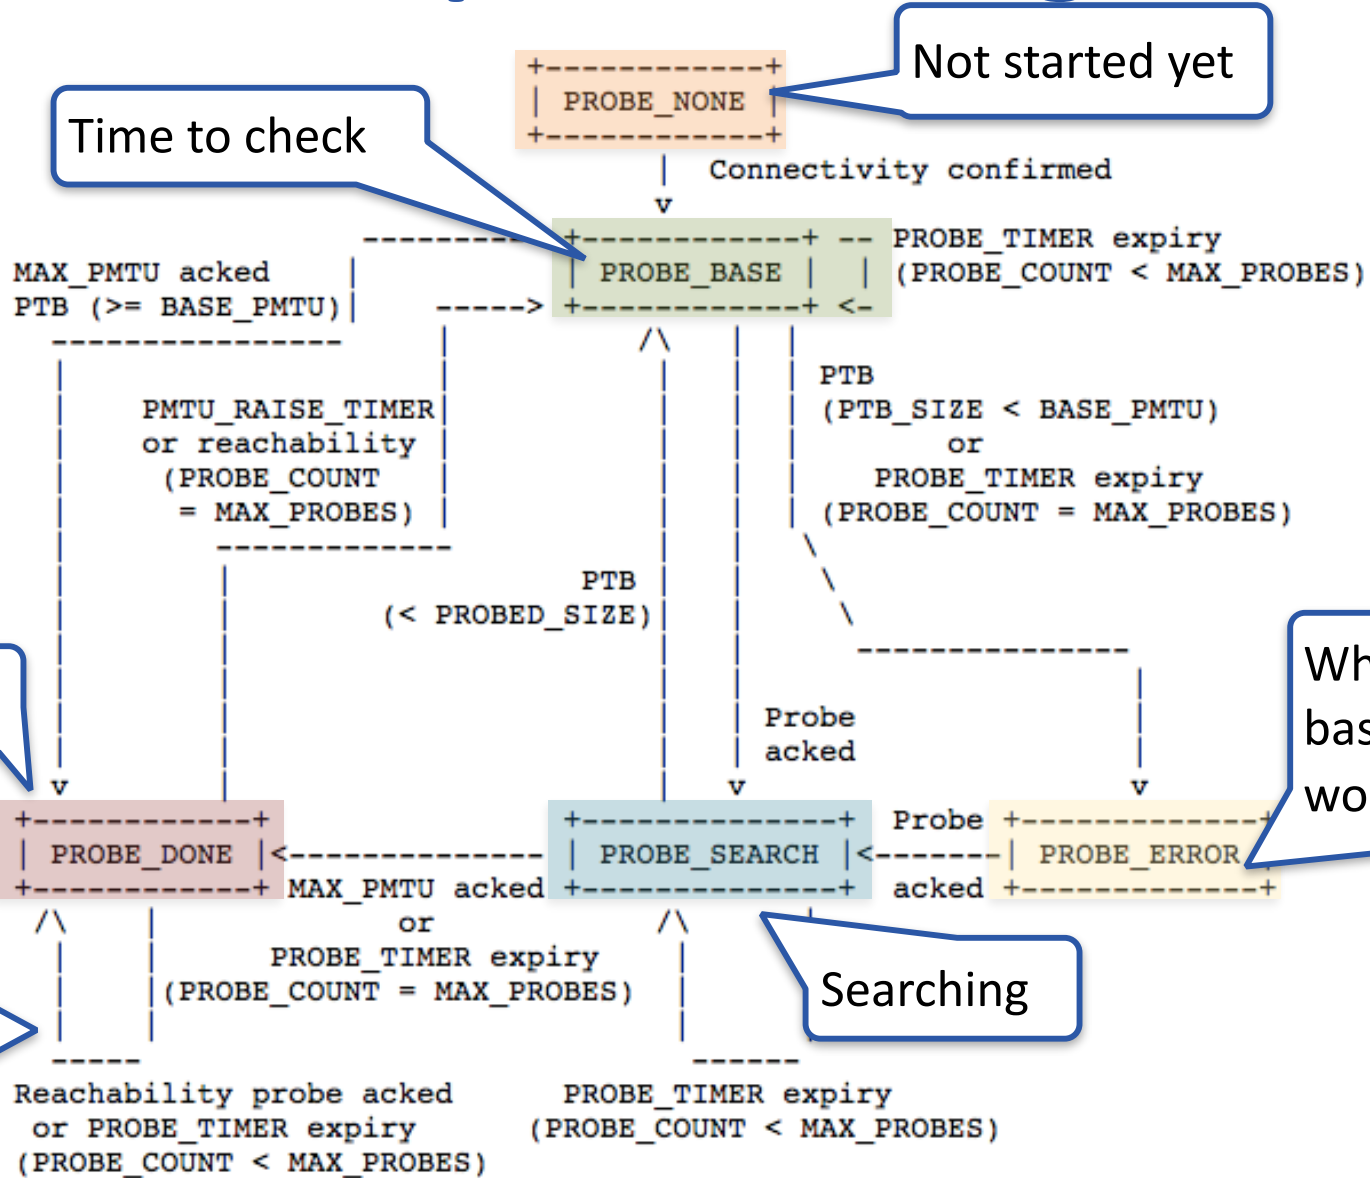 Not started yet
PROBE_NONE
Time to check
Connectivity confirmed
PROBE_TIMER expiry
(PROBE_COUNT < MAX_PROBES)
PROBE_BASE
MAX_PMTU acked
PTB (>= BASE_PMTU)
PTB
(PTB_SIZE < BASE_PMTU)
or
PROBE_TIMER expiry
(PROBE_COUNT = MAX_PROBES)
PMTU_RAISE_TIMER
or reachability
(PROBE_COUNT
= MAX_PROBES)
PTB
(< PROBED_SIZE)
Probe
acked
PROBE_DONE
MAX_PMTU acked
or
PROBE_TIMER expiry
(PROBE_COUNT = MAX_PROBES)
PROBE_SEARCH
Probe
acked
PROBE_ERROR
Searching
Reachability probe acked
or PROBE_TIMER expiry
(PROBE_COUNT < MAX_PROBES)
PROBE_TIMER expiry
(PROBE_COUNT < MAX_PROBES)